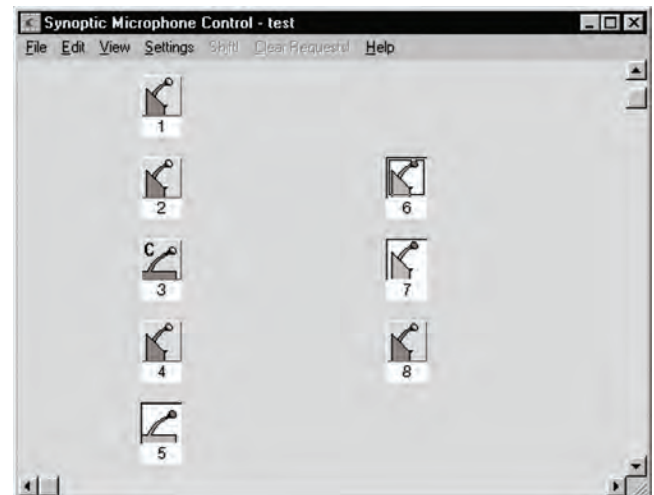 Synoptic Microphone Control - test
File Edit View Settings Shift! Clear Requests! Help
1
2
6
C
3
7
4
8
5